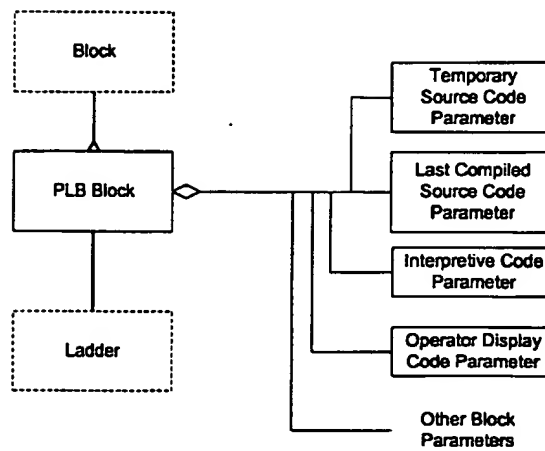 Block
PLB Block
Ladder
Temporary
Source Code
Parameter
Last Compiled
Source Code
Parameter
Interpretive Code
Parameter
Operator Display
Code Parameter
Other Block
Parameters